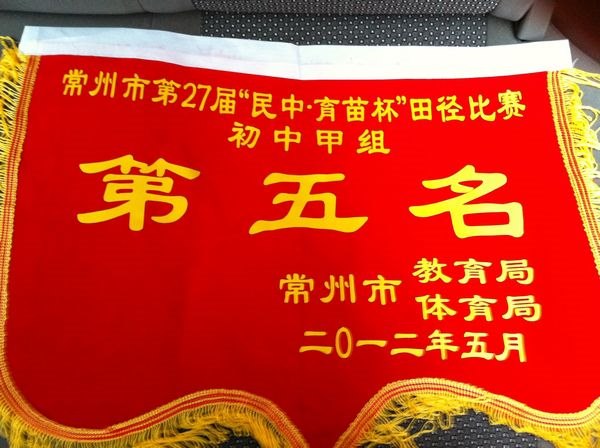 常州市第27届“民中·育苗杯”田径比赛
初中甲组
第五名
常州市 教育局
体育局
二〇一二年五月